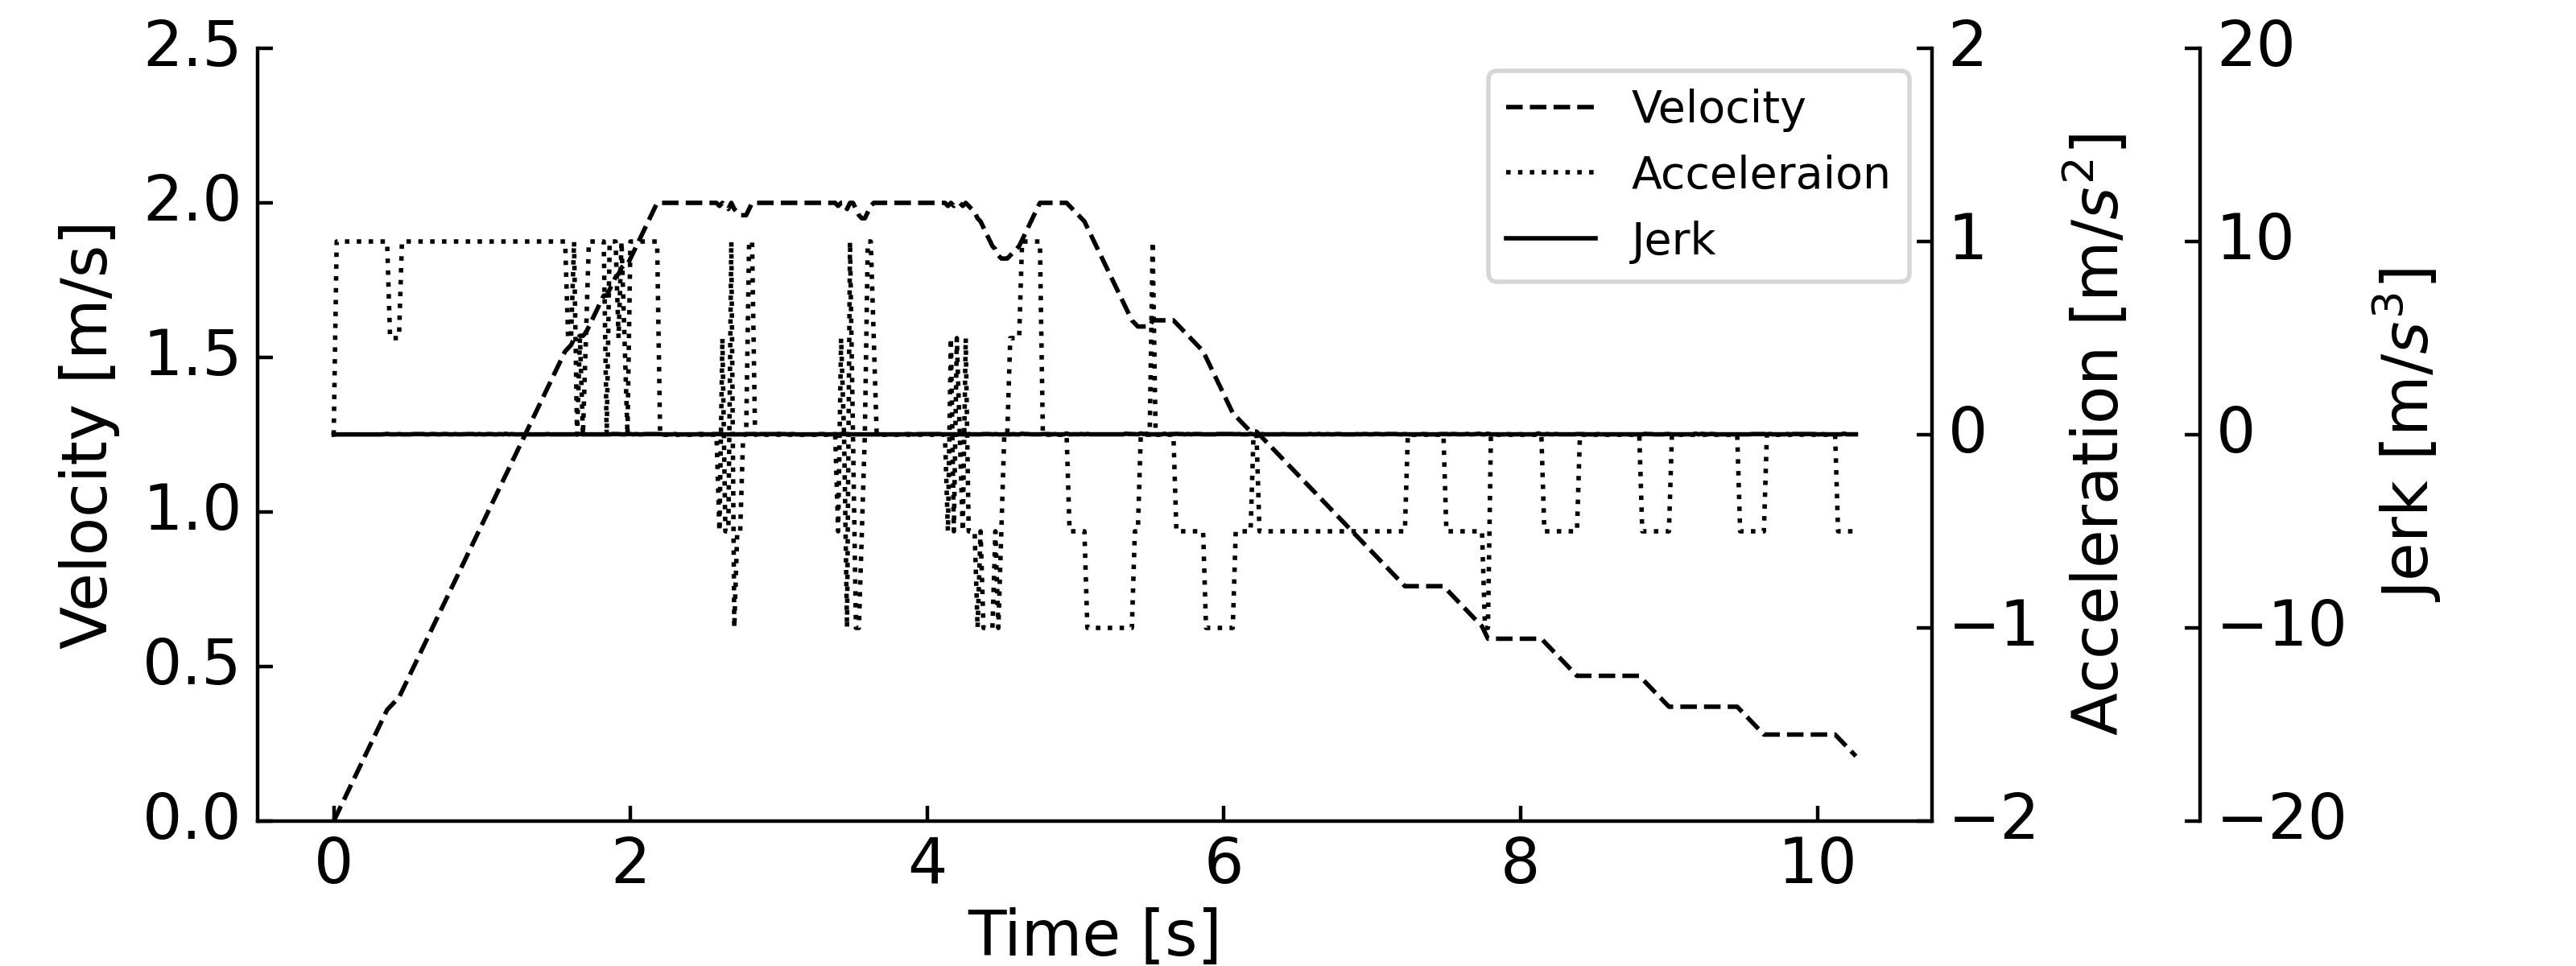 Velocity [m/s]
2.5
2.0
1.5
1.0
0.5
0.0
0 2 4 6 8 10
Time [s]
Velocity
Acceleraion
Jerk
2
1
0
−1
−2
Acceleration [m/s²]
20
10
0
−10
−20
Jerk [m/s³]